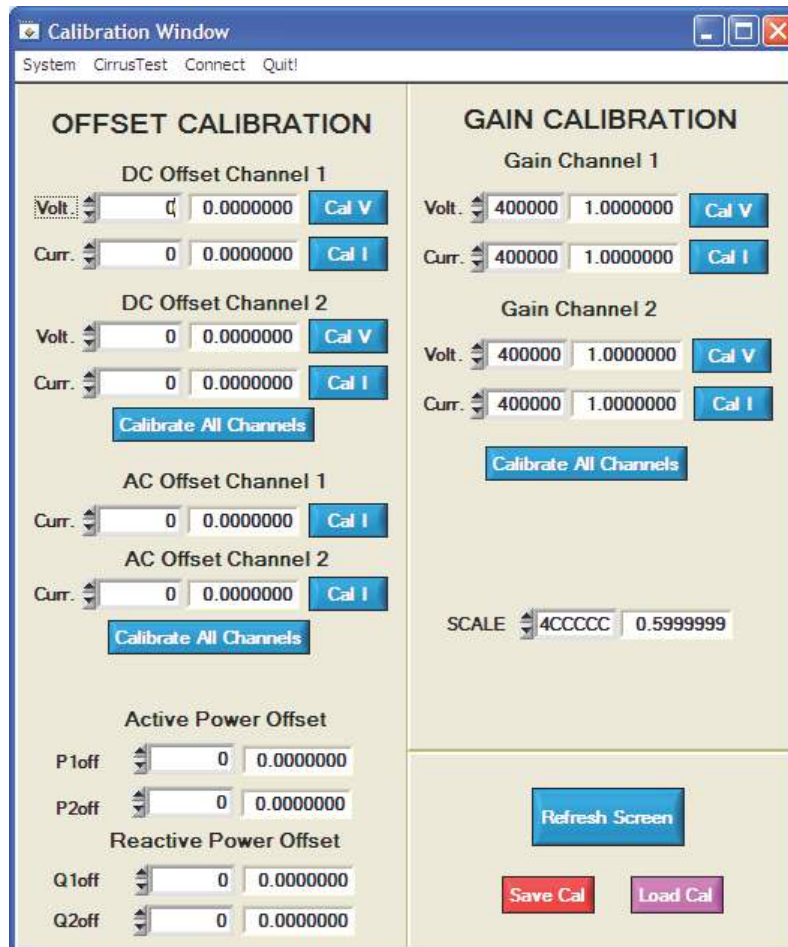 Calibration Window
System CirrusTest Connect Quit!
OFFSET CALIBRATION
DC Offset Channel 1
Volt. 0 0.0000000 Cal V
Curr. 0 0.0000000 Cal I
DC Offset Channel 2
Volt. 0 0.0000000 Cal V
Curr. 0 0.0000000 Cal I
Calibrate All Channels
AC Offset Channel 1
Curr. 0 0.0000000 Cal I
AC Offset Channel 2
Curr. 0 0.0000000 Cal I
Calibrate All Channels
Active Power Offset
P1off 0 0.0000000
P2off 0 0.0000000
Reactive Power Offset
Q1off 0 0.0000000
Q2off 0 0.0000000
GAIN CALIBRATION
Gain Channel 1
Volt. 400000 1.0000000 Cal V
Curr. 400000 1.0000000 Cal I
Gain Channel 2
Volt. 400000 1.0000000 Cal V
Curr. 400000 1.0000000 Cal I
Calibrate All Channels
SCALE 4CCCCC 0.5999999
Refresh Screen
Save Cal Load Cal